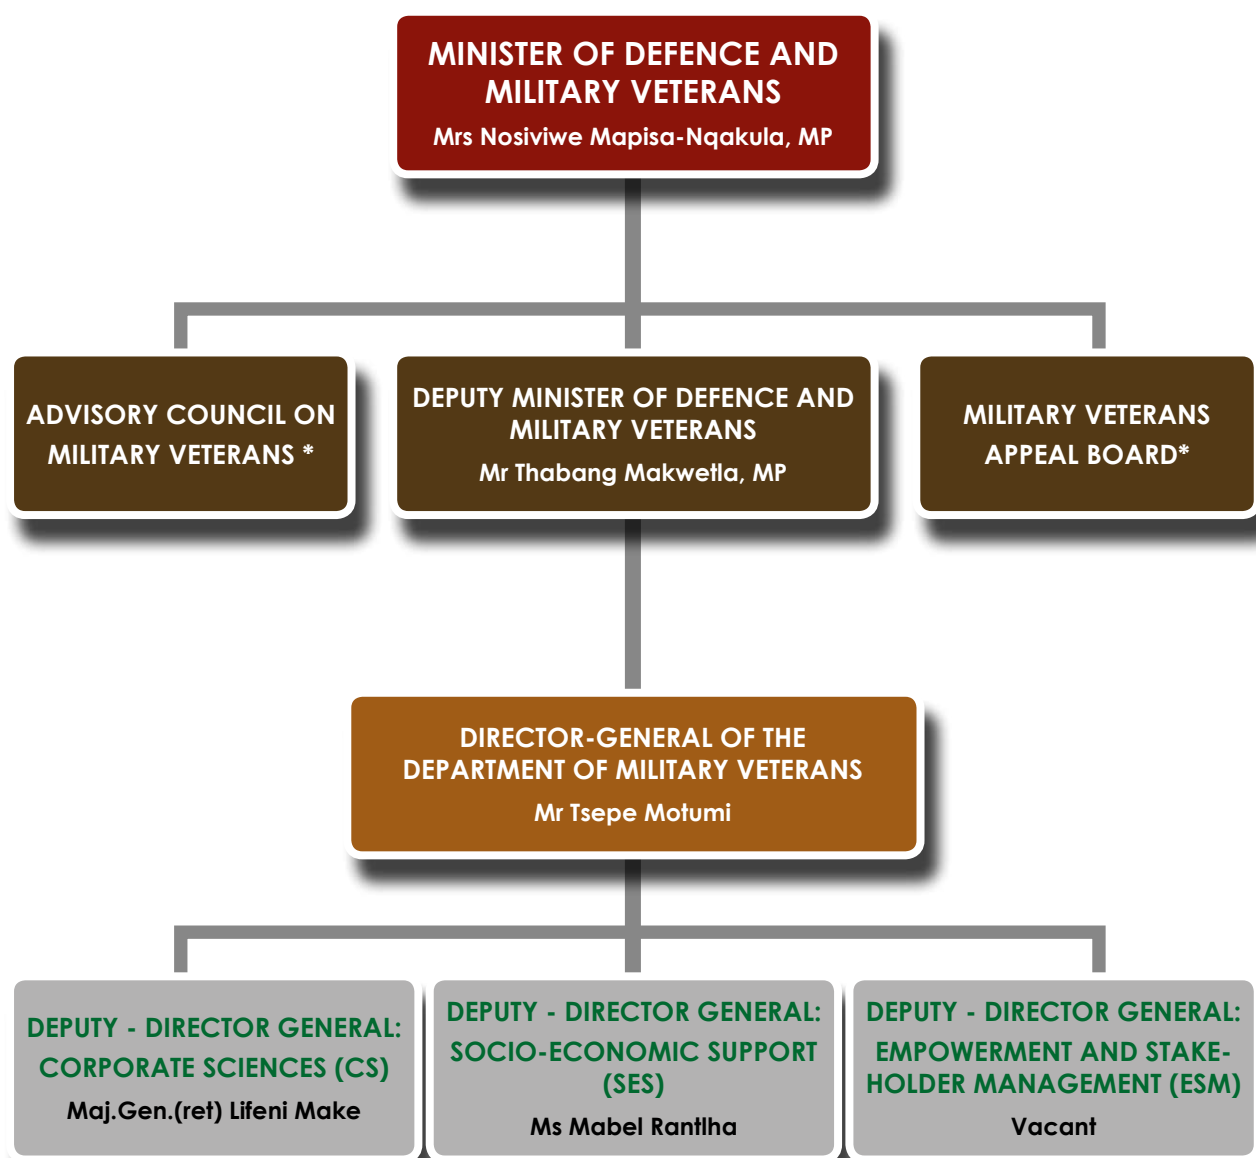 MINISTER OF DEFENCE AND
MILITARY VETERANS
Mrs Nosiviwe Mapisa-Nqakula, MP
ADVISORY COUNCIL ON
MILITARY VETERANS *
DEPUTY MINISTER OF DEFENCE AND
MILITARY VETERANS
Mr Thabang Makwetla, MP
MILITARY VETERANS
APPEAL BOARD*
DIRECTOR-GENERAL OF THE
DEPARTMENT OF MILITARY VETERANS
Mr Tsepe Motumi
DEPUTY - DIRECTOR GENERAL:
CORPORATE SCIENCES (CS)
Maj.Gen.(ret) Lifeni Make
DEPUTY - DIRECTOR GENERAL:
SOCIO-ECONOMIC SUPPORT
(SES)
Ms Mabel Rantlha
DEPUTY - DIRECTOR GENERAL:
EMPOWERMENT AND STAKE-
HOLDER MANAGEMENT (ESM)
Vacant